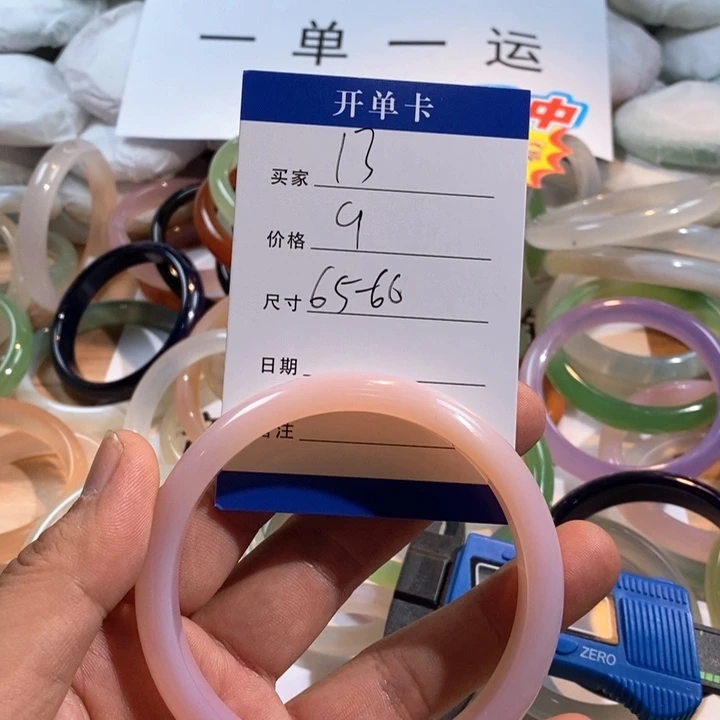 一单一运
中
开单卡
买家 13
价格 9
尺寸 65-66
日期
备注
ZERO